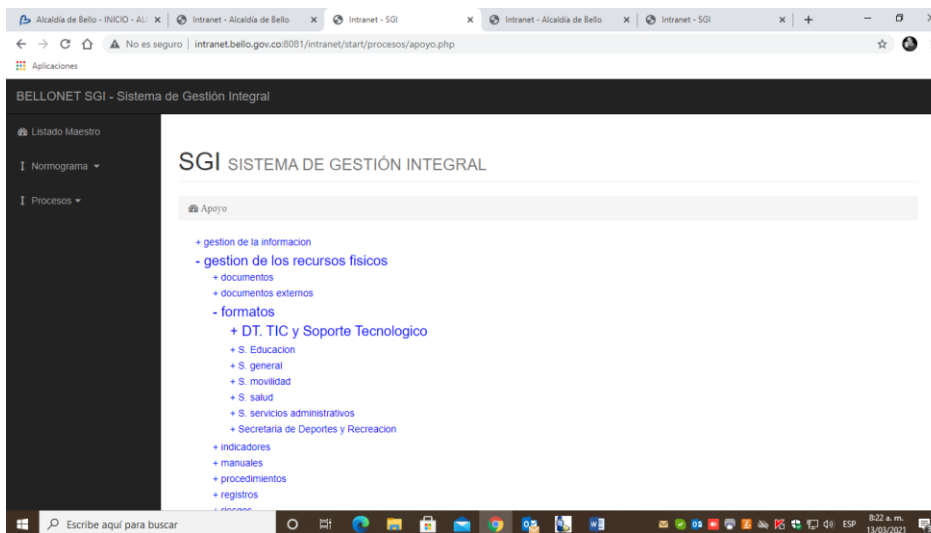 Alcaldía de Bello - INICIO - AL
Intranet - Alcaldía de Bello
Intranet - SGI
Intranet - Alcaldía de Bello
Intranet - SGI
No es seguro | intranet.bello.gov.co:8081/intranet/start/procesos/apoyo.php
Aplicaciones
BELLONET SGI - Sistema de Gestión Integral
Listado Maestro
Normograma
Procesos
SGI SISTEMA DE GESTIÓN INTEGRAL
Apoyo
+ gestion de la informacion
- gestion de los recursos fisicos
+ documentos
+ documentos externos
- formatos
+ DT. TIC y Soporte Tecnologico
+ S. Educacion
+ S. general
+ S. movilidad
+ S. salud
+ S. servicios administrativos
+ Secretaria de Deportes y Recreacion
+ indicadores
+ manuales
+ procedimientos
+ registros
+ riesgos
Escribe aquí para buscar
ESP
8:22 a. m.
13/03/2021